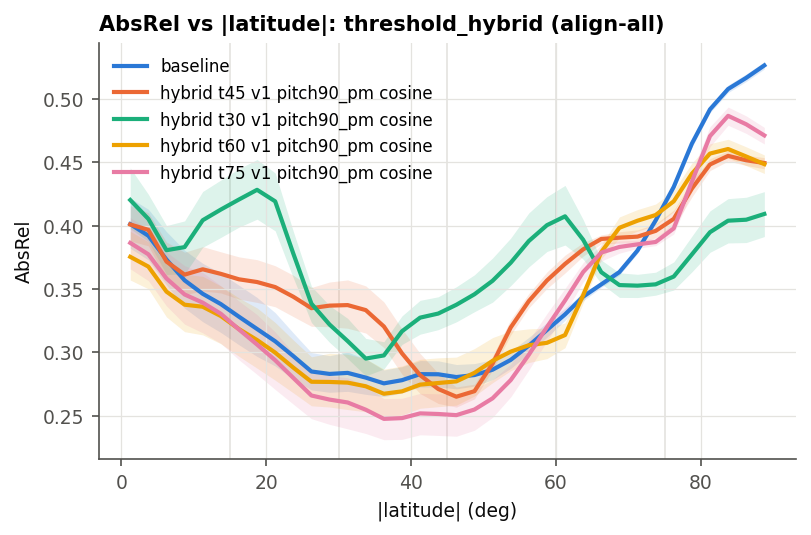 AbsRel vs |latitude|: threshold_hybrid (align-all)
baseline
hybrid t45 v1 pitch90_pm cosine
hybrid t30 v1 pitch90_pm cosine
hybrid t60 v1 pitch90_pm cosine
hybrid t75 v1 pitch90_pm cosine
AbsRel
0.50
0.45
0.40
0.35
0.30
0.25
0 20 40 60 80
|latitude| (deg)